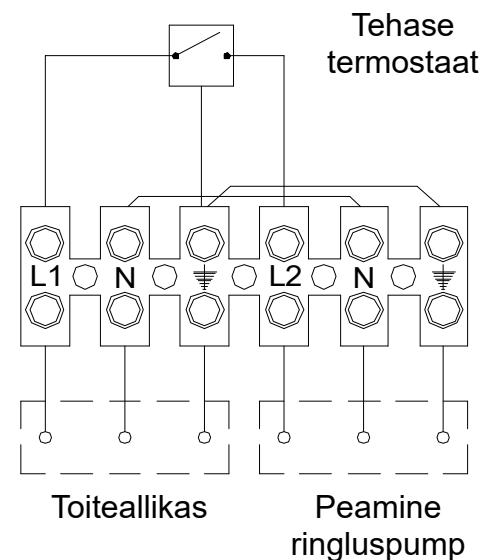 Tehase
termostaat
L1 N L2 N
Toiteallikas
Peamine
ringluspump